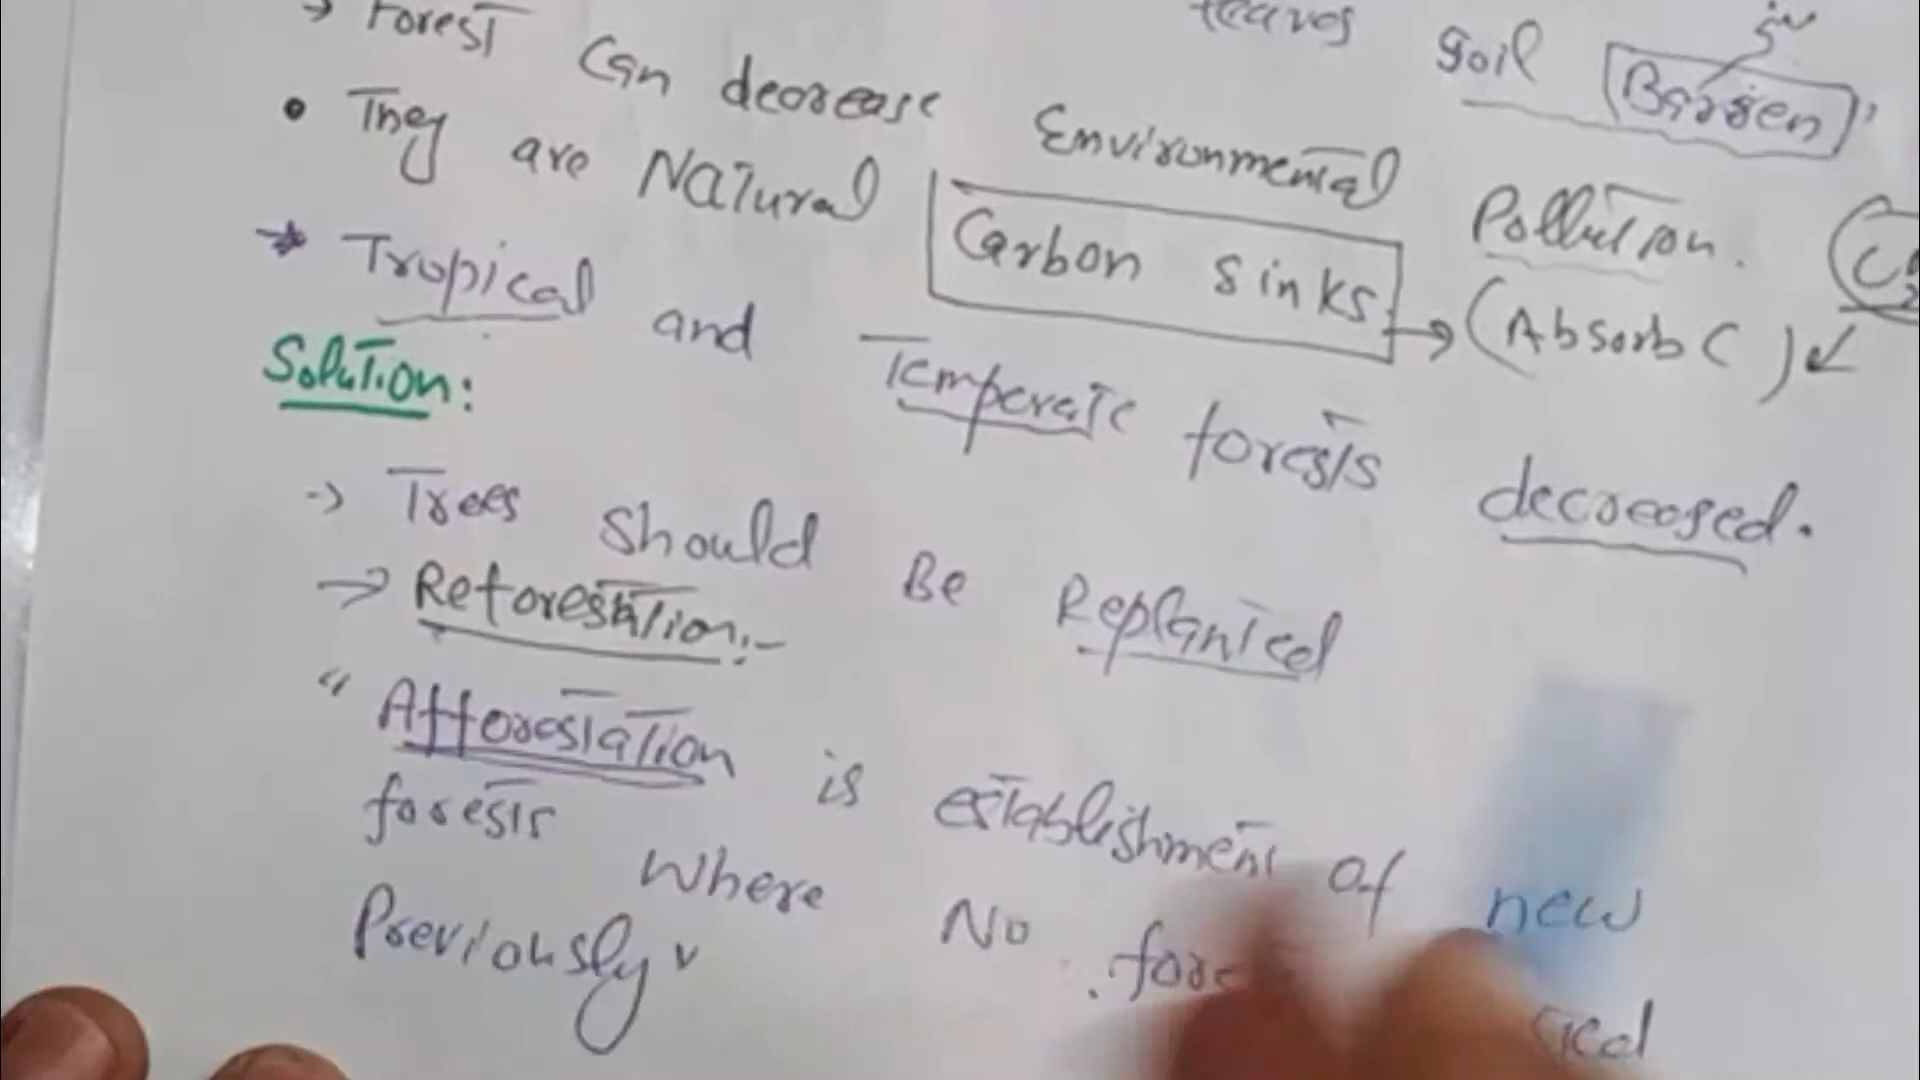 leaves soil Barren
→ Forest can decrease Environmental Pollution.
• They are Natural Carbon sinks → (Absorb C)
→ Tropical and Temperate forests decreased.
Solution:
→ Trees should Be Replanted
→ Reforestation:-
" Afforestation is establishment of new
forests where No
Previously